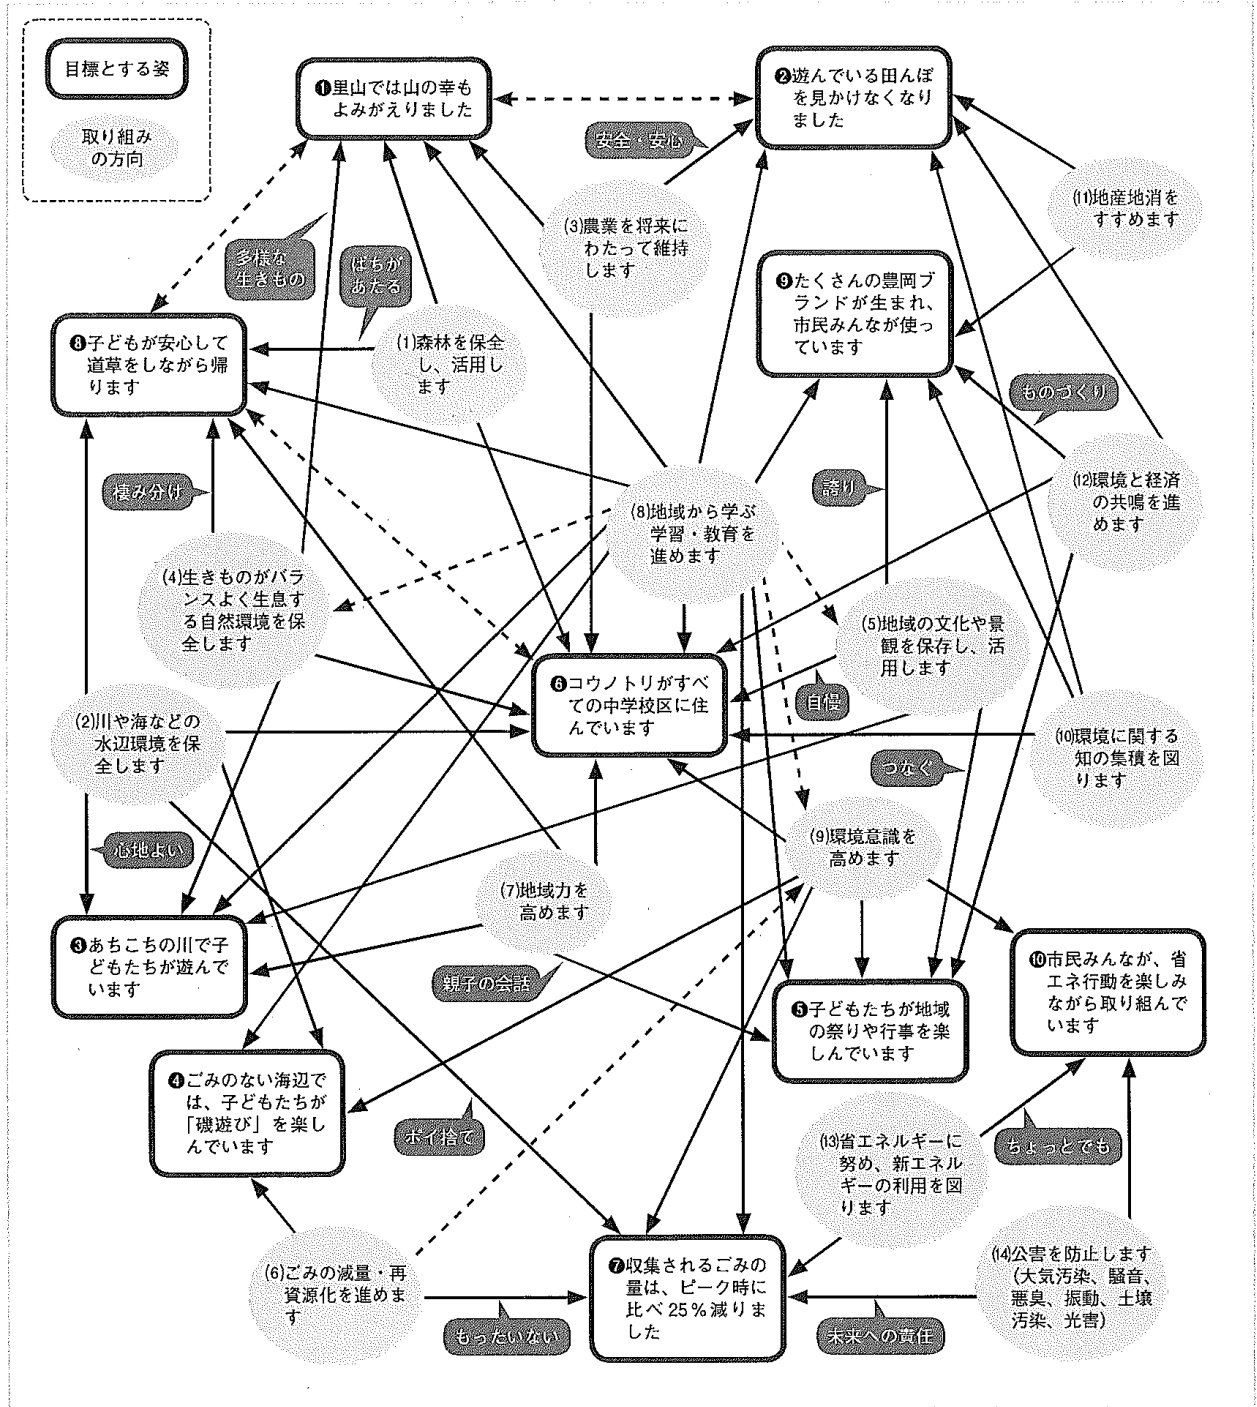 目標とする姿
取り組み
の方向
❶里山では山の幸も
よみがえりました
❷遊んでいる田んぼ
を見かけなくなり
ました
安全・安心
⑾地産地消を
すすめます
⑶農業を将来に
わたって維持
します
多様な
生きもの
ばちが
あたる
❾たくさんの豊岡ブ
ランドが生まれ、
市民みんなが使っ
ています
❽子どもが安心して
道草をしながら帰
ります
⑴森林を保全
し、活用し
ます
ものづくり
棲み分け
誇り
⑿環境と経済
の共鳴を進
めます
⑻地域から学ぶ
学習・教育を
進めます
⑷生きものがバラ
ンスよく生息す
る自然環境を保
全します
⑸地域の文化や景
観を保存し、活
用します
❻コウノトリがすべ
ての中学校区に住
んでいます
自慢
⑵川や海などの
水辺環境を保
全します
⑽環境に関する
知の集積を図
ります
つなぐ
⑼環境意識を
高めます
心地よい
⑺地域力を
高めます
❸あちこちの川で子
どもたちが遊んで
います
親子の会話
❿市民みんなが、省
エネ行動を楽しみ
ながら取り組んで
います
❺子どもたちが地域
の祭りや行事を楽
しんでいます
❹ごみのない海辺で
は、子どもたちが
「磯遊び」を楽し
んでいます
ポイ捨て
⒀省エネルギーに
努め、新エネル
ギーの利用を図
ります
ちょっとでも
⑹ごみの減量・再
資源化を進めま
す
❼収集されるごみの
量は、ピーク時に
比べ25%減りま
した
⒁公害を防止します
(大気汚染、騒音、
悪臭、振動、土壌
汚染、光害)
もったいない
未来への責任